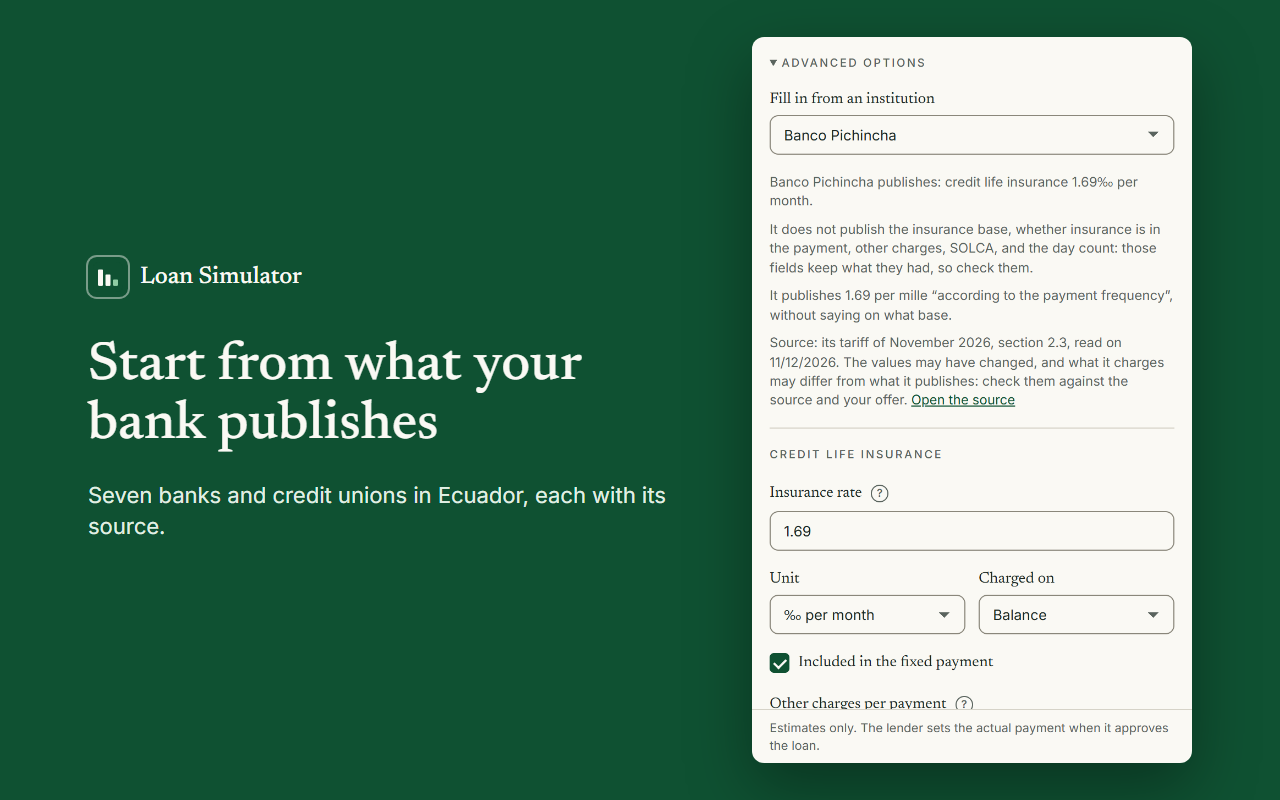 Loan Simulator
Start from what your
bank publishes
Seven banks and credit unions in Ecuador, each with its
source.
▼ ADVANCED OPTIONS
Fill in from an institution
Banco Pichincha
Banco Pichincha publishes: credit life insurance 1.69‰ per
month.
It does not publish the insurance base, whether insurance is in
the payment, other charges, SOLCA, and the day count: those
fields keep what they had, so check them.
It publishes 1.69 per mille “according to the payment frequency”,
without saying on what base.
Source: its tariff of November 2026, section 2.3, read on
11/12/2026. The values may have changed, and what it charges
may differ from what it publishes: check them against the
source and your offer. Open the source
CREDIT LIFE INSURANCE
Insurance rate ?
1.69
Unit
Charged on
‰ per month
Balance
Included in the fixed payment
Other charges per payment ?
Estimates only. The lender sets the actual payment when it approves
the loan.